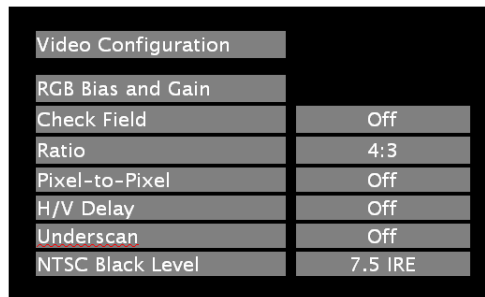 Video Configuration
RGB Bias and Gain
Check Field Off
Ratio 4:3
Pixel-to-Pixel Off
H/V Delay Off
Underscan Off
NTSC Black Level 7.5 IRE